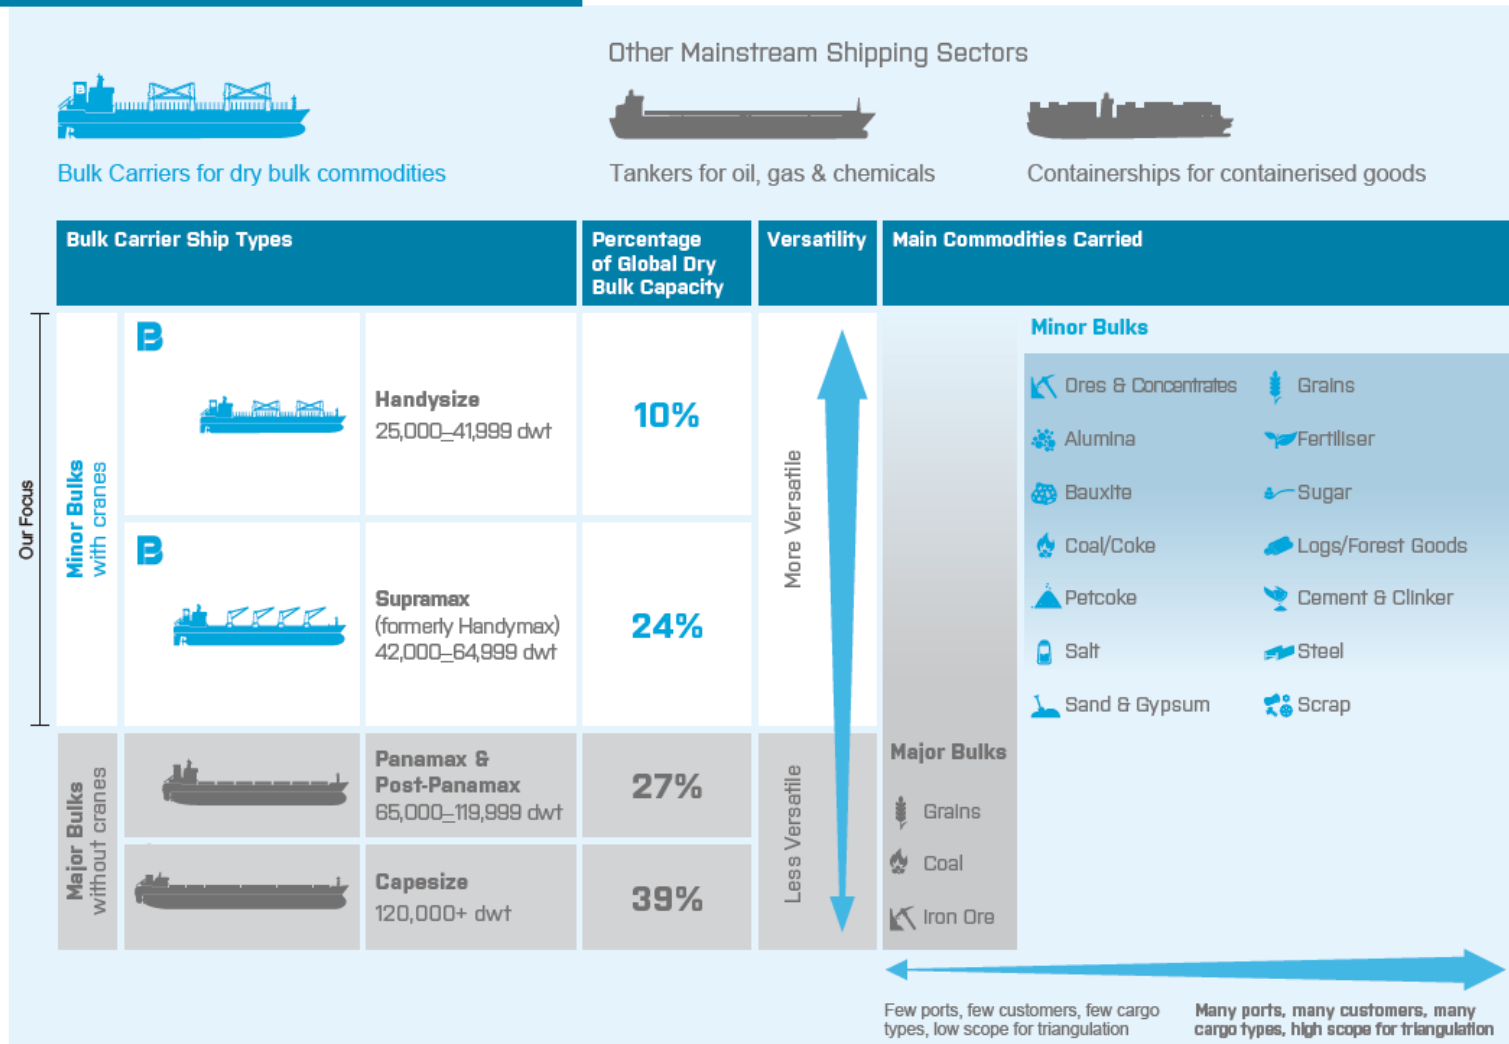 Other Mainstream Shipping Sectors
Bulk Carriers for dry bulk commodities
Tankers for oil, gas & chemicals
Containerships for containerised goods
Bulk Carrier Ship Types
Percentage
of Global Dry
Bulk Capacity
Versatility
Main Commodities Carried
Our Focus
Minor Bulks
with cranes
B
Handysize
25,000–41,999 dwt
10%
B
Supramax
(formerly Handymax)
42,000–64,999 dwt
24%
Major Bulks
without cranes
Panamax &
Post-Panamax
65,000–119,999 dwt
27%
Capesize
120,000+ dwt
39%
More Versatile
Less Versatile
Minor Bulks
Ores & Concentrates
Grains
Alumina
Fertiliser
Bauxite
Sugar
Coal/Coke
Logs/Forest Goods
Petcoke
Cement & Clinker
Salt
Steel
Sand & Gypsum
Scrap
Major Bulks
Grains
Coal
Iron Ore
Few ports, few customers, few cargo
types, low scope for triangulation
Many ports, many customers, many
cargo types, high scope for triangulation